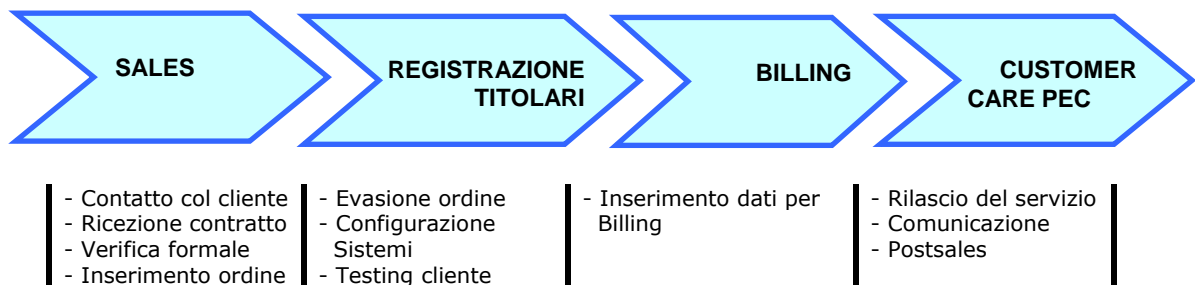 SALES
REGISTRAZIONE
TITOLARI
BILLING
CUSTOMER
CARE PEC
- Contatto col cliente
- Ricezione contratto
- Verifica formale
- Inserimento ordine
- Evasione ordine
- Configurazione
Sistemi
- Testing cliente
- Inserimento dati per
Billing
- Rilascio del servizio
- Comunicazione
- Postsales